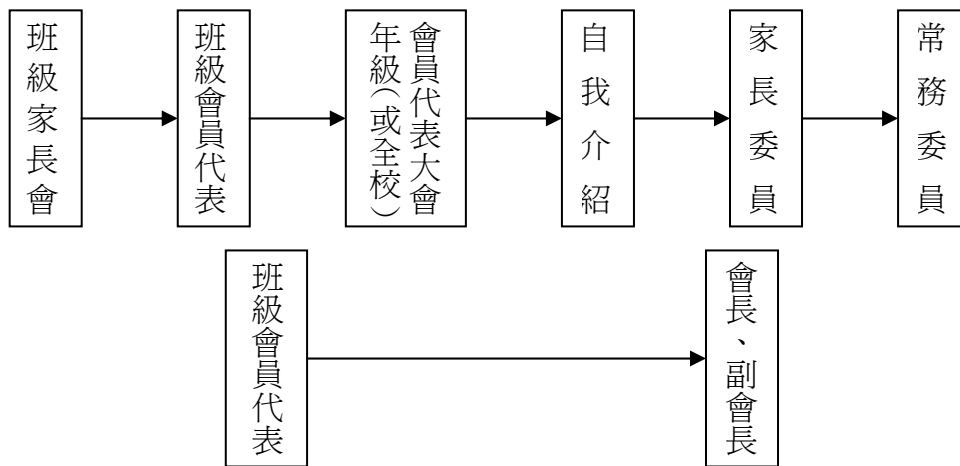 班級家長會
班級會員代表
會員代表大會
年級(或全校)
自我介紹
家長委員
常務委員
班級會員代表
會長、副會長